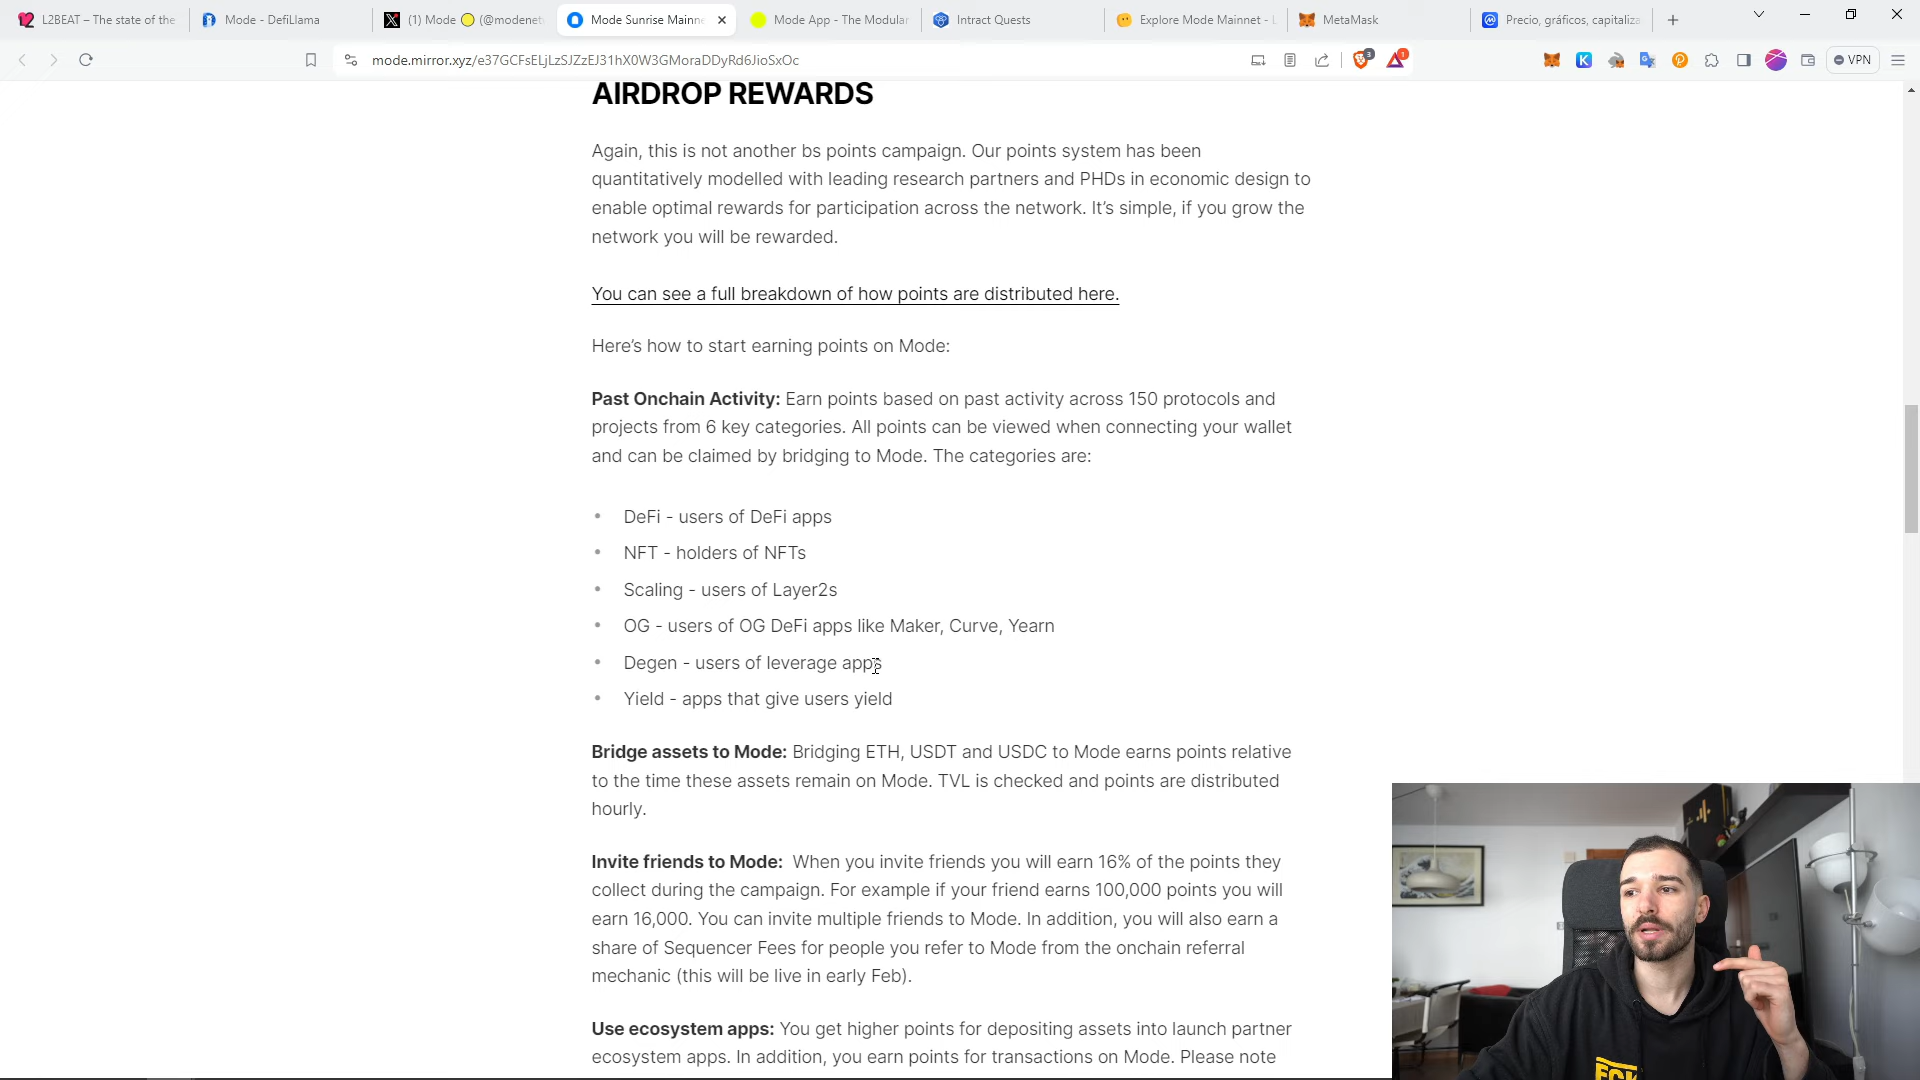 L2BEAT – The state of the
Mode - DefiLlama
(1) Mode (@modenet
Mode Sunrise Mainne
Mode App - The Modular
Intract Quests
Explore Mode Mainnet - L
MetaMask
Precio, gráficos, capitaliza
mode.mirror.xyz/e37GCFsELjLzSJZzEJ31hX0W3GMoraDDyRd6JioSxOc
3
1
VPN
AIRDROP REWARDS
Again, this is not another bs points campaign. Our points system has been
quantitatively modelled with leading research partners and PHDs in economic design to
enable optimal rewards for participation across the network. It’s simple, if you grow the
network you will be rewarded.
You can see a full breakdown of how points are distributed here.
Here’s how to start earning points on Mode:
Past Onchain Activity: Earn points based on past activity across 150 protocols and
projects from 6 key categories. All points can be viewed when connecting your wallet
and can be claimed by bridging to Mode. The categories are:
• DeFi - users of DeFi apps
• NFT - holders of NFTs
• Scaling - users of Layer2s
• OG - users of OG DeFi apps like Maker, Curve, Yearn
• Degen - users of leverage apps
• Yield - apps that give users yield
Bridge assets to Mode: Bridging ETH, USDT and USDC to Mode earns points relative
to the time these assets remain on Mode. TVL is checked and points are distributed
hourly.
Invite friends to Mode: When you invite friends you will earn 16% of the points they
collect during the campaign. For example if your friend earns 100,000 points you will
earn 16,000. You can invite multiple friends to Mode. In addition, you will also earn a
share of Sequencer Fees for people you refer to Mode from the onchain referral
mechanic (this will be live in early Feb).
Use ecosystem apps: You get higher points for depositing assets into launch partner
ecosystem apps. In addition, you earn points for transactions on Mode. Please note